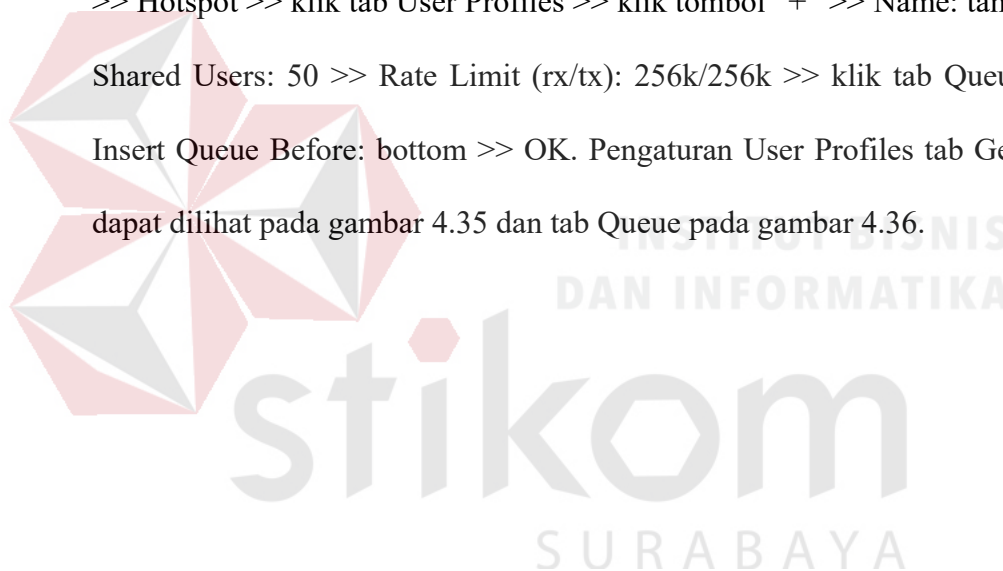 >> Hotspot >> klik tab User Profiles >> klik tombol "+" >> Name:
Shared Users: 50 >> Rate Limit (rx/tx): 256k/256k >> klik tab
Insert Queue Before: bottom >> OK. Pengaturan User Profiles tab
dapat dilihat pada gambar 4.35 dan tab Queue pada gambar 4.36.
INSTITUT BISNIS
DAN INFORMATIKA
stikom
SURABAYA